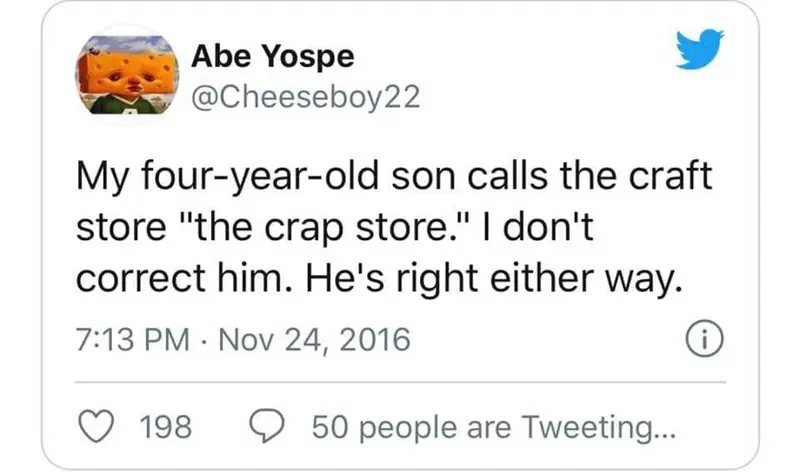 Abe Yospe
@Cheeseboy22
My four-year-old son calls the craft
store "the crap store." I don't
correct him. He's right either way.
7:13 PM · Nov 24, 2016
198
50 people are Tweeting...